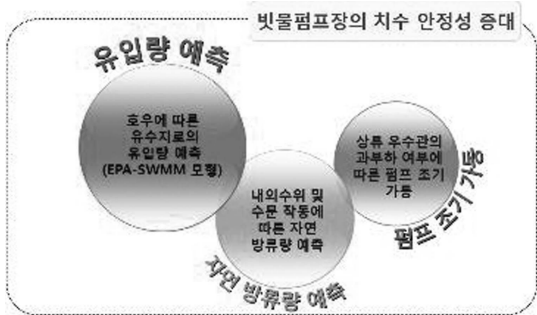 빗물펌프장의 치수 안정성 증대
유입량 예측
호우에 따른
유수지로의
유입량 예측
(EPA-SWMM 모형)
내외수위 및
수문 작동에
따른 자연
방류량 예측
자연 방류량 예측
상류 우수관의
과부하 여부에
따른 펌프 조기
가동
펌프 조기 가동